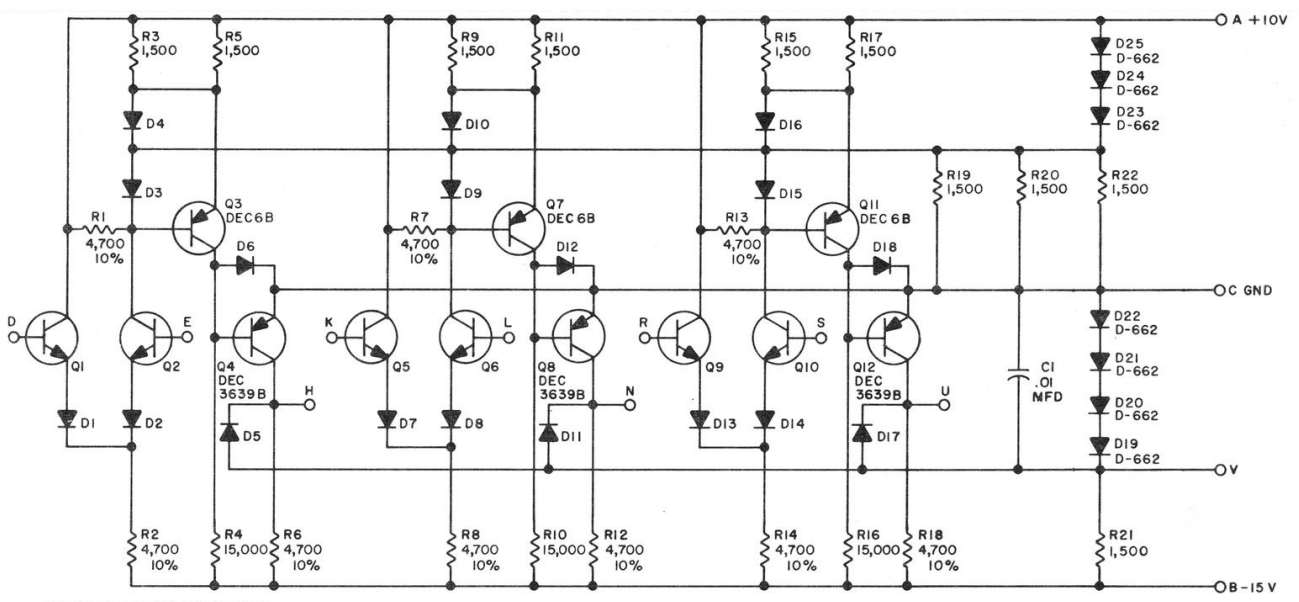 A +10V
R3
1,500
R5
1,500
R9
1,500
R11
1,500
R15
1,500
R17
1,500
D25
D-662
D24
D-662
D23
D-662
D4
D10
D16
D3
D9
D15
R19
1,500
R20
1,500
R22
1,500
R1
4,700
10%
Q3
DEC6B
D6
R7
4,700
10%
Q7
DEC6B
D12
R13
4,700
10%
Q11
DEC 6B
D18
C GND
D
Q1
E
Q2
Q4
DEC
3639B
K
Q5
L
Q6
Q8
DEC
3639B
R
Q9
S
Q10
Q12
DEC
3639B
D22
D-662
D21
D-662
D20
D-662
D19
D-662
C1
.01
MFD
H
N
U
D1
D2
D5
D7
D8
D11
D13
D14
D17
V
R2
4,700
10%
R4
15,000
R6
4,700
10%
R8
4,700
10%
R10
15,000
R12
4,700
10%
R14
4,700
10%
R16
15,000
R18
4,700
10%
R21
1,500
B-15V